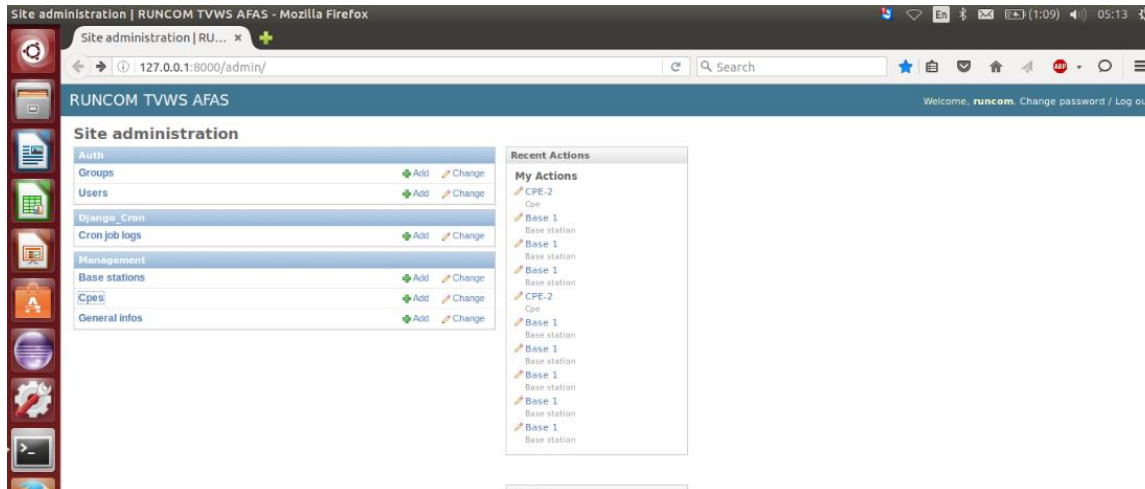 Site administration | RUNCOM TVWS AFAS - Mozilla Firefox
En (1:09) 05:13
Site administration | RU... ×
127.0.0.1:8000/admin/ Search ABP
RUNCOM TVWS AFAS
Welcome, runcom. Change password / Log ou
Site administration
Auth
Groups Add Change
Users Add Change
Django_Cron
Cron job logs Add Change
Management
Base stations Add Change
Cpes Add Change
General infos Add Change
Recent Actions
My Actions
CPE-2
Cpe
Base 1
Base station
Base 1
Base station
Base 1
Base station
CPE-2
Cpe
Base 1
Base station
Base 1
Base station
Base 1
Base station
Base 1
Base station
Base 1
Base station